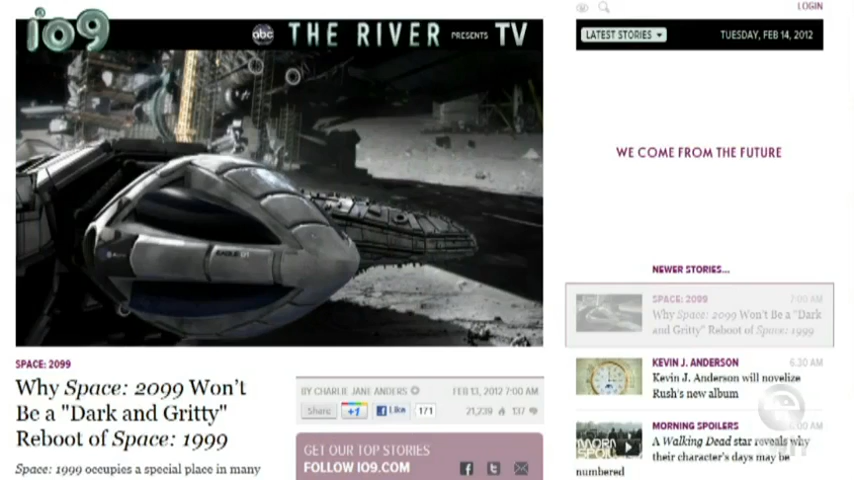 io9
abc THE RIVER PRESENTS TV
LOGIN
LATEST STORIES
TUESDAY, FEB 14, 2012
WE COME FROM THE FUTURE
NEWER STORIES...
SPACE: 2099
7:00 AM
Why Space: 2099 Won't Be a "Dark
and Gritty" Reboot of Space: 1999
KEVIN J. ANDERSON
6:30 AM
Kevin J. Anderson will novelize
Rush's new album
MORNING SPOILERS
6:00 AM
A Walking Dead star reveals why
their character's days may be
numbered
SPACE: 2099
Why Space: 2099 Won't
Be a "Dark and Gritty"
Reboot of Space: 1999
Space: 1999 occupies a special place in many
BY CHARLIE JANE ANDERS
FEB 13, 2012 7:00 AM
Share
+1
Like
171
21,239
137
GET OUR TOP STORIES
FOLLOW IO9.COM